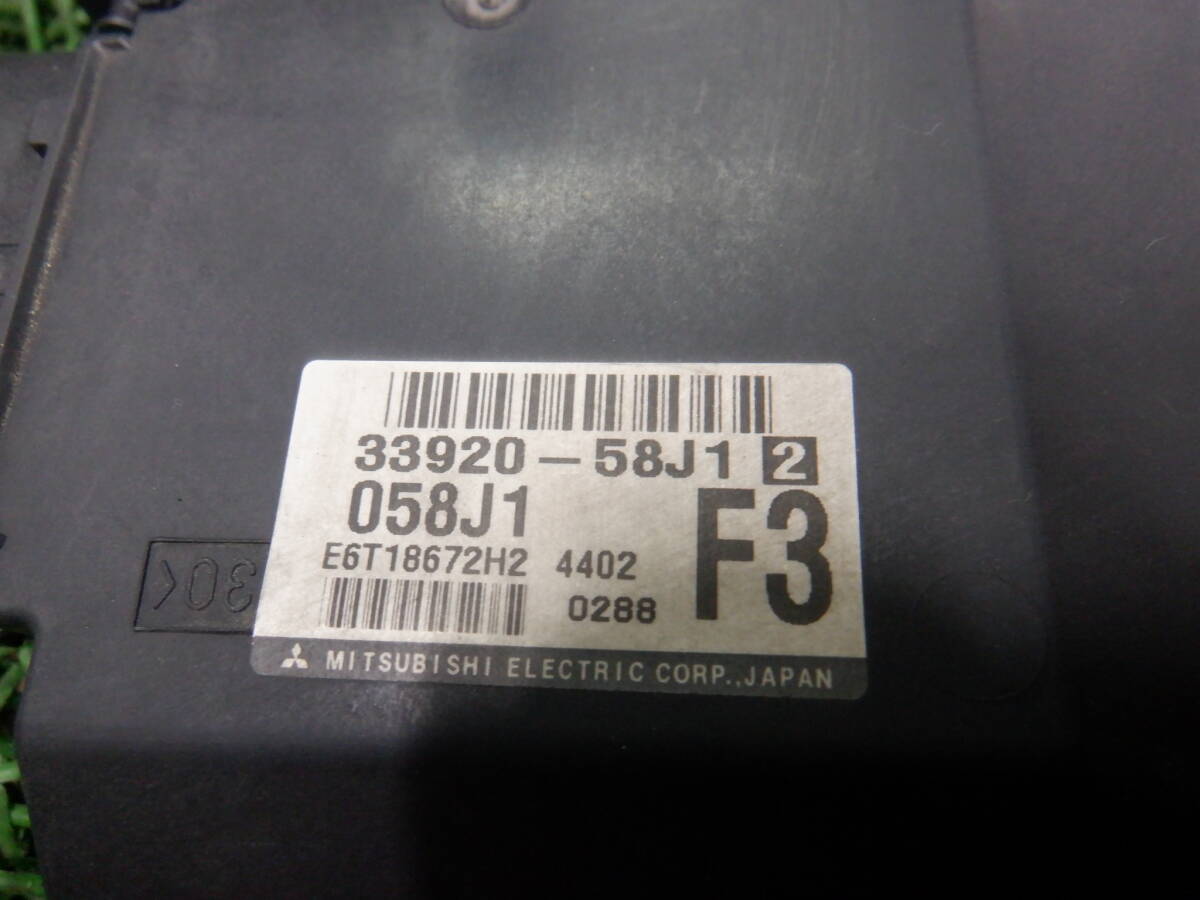 33920-58J1 2
058J1
F3
E6T18672H2 4402
0288
30<
MITSUBISHI ELECTRIC CORP., JAPAN